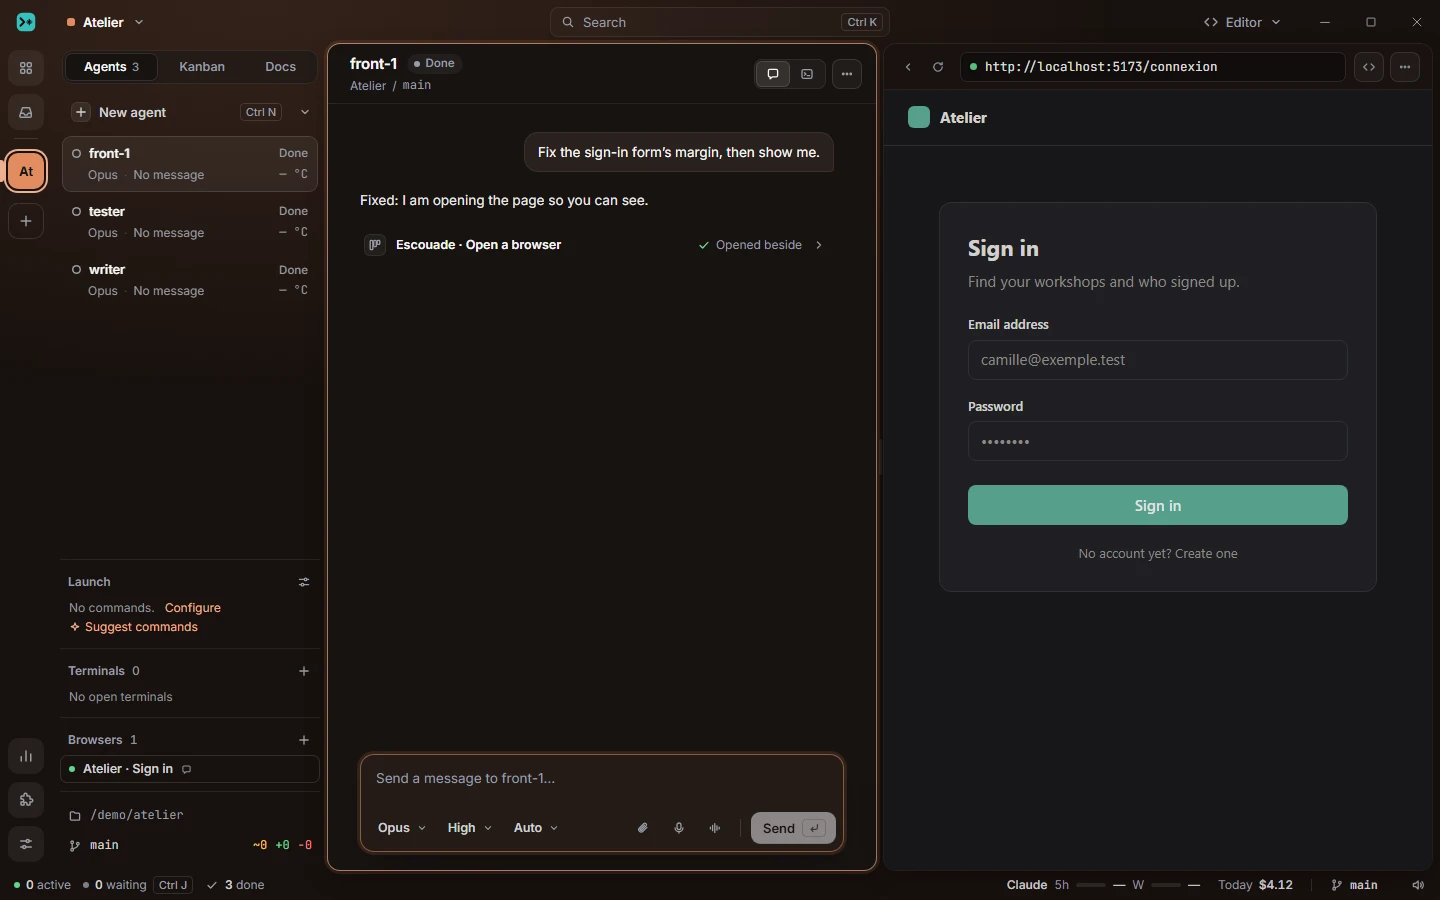 Atelier
Search
Ctrl K
Editor
Agents 3
Kanban
Docs
New agent
Ctrl N
At
front-1
Done
Opus · No message
– °C
tester
Done
Opus · No message
– °C
writer
Done
Opus · No message
– °C
Launch
No commands. Configure
Suggest commands
Terminals 0
No open terminals
Browsers 1
Atelier · Sign in
/demo/atelier
main
~0 +0 -0
front-1
Done
Atelier / main
Fix the sign-in form’s margin, then show me.
Fixed: I am opening the page so you can see.
Escouade · Open a browser
Opened beside
Send a message to front-1...
Opus
High
Auto
Send
http://localhost:5173/connexion
Atelier
Sign in
Find your workshops and who signed up.
Email address
camille@exemple.test
Password
••••••••
Sign in
No account yet? Create one
0 active
0 waiting
Ctrl J
3 done
Claude 5h — W —
Today $4.12
main